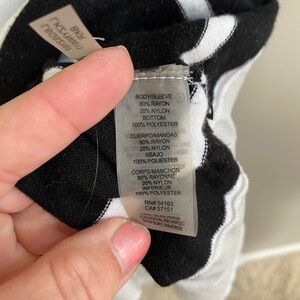 BODY/SLEEVE
80% RAYON
20% NYLON
BOTTOM
100% POLYESTER
CUERPO/MANGAS
80% RAYON
20% NYLON
ABAJO
100% POLYESTER
CORPS/MANCHON
80% RAYONNE
20% NYLON
INFERIEUR
100% POLYESTER
RN# 54163
CA# 57151